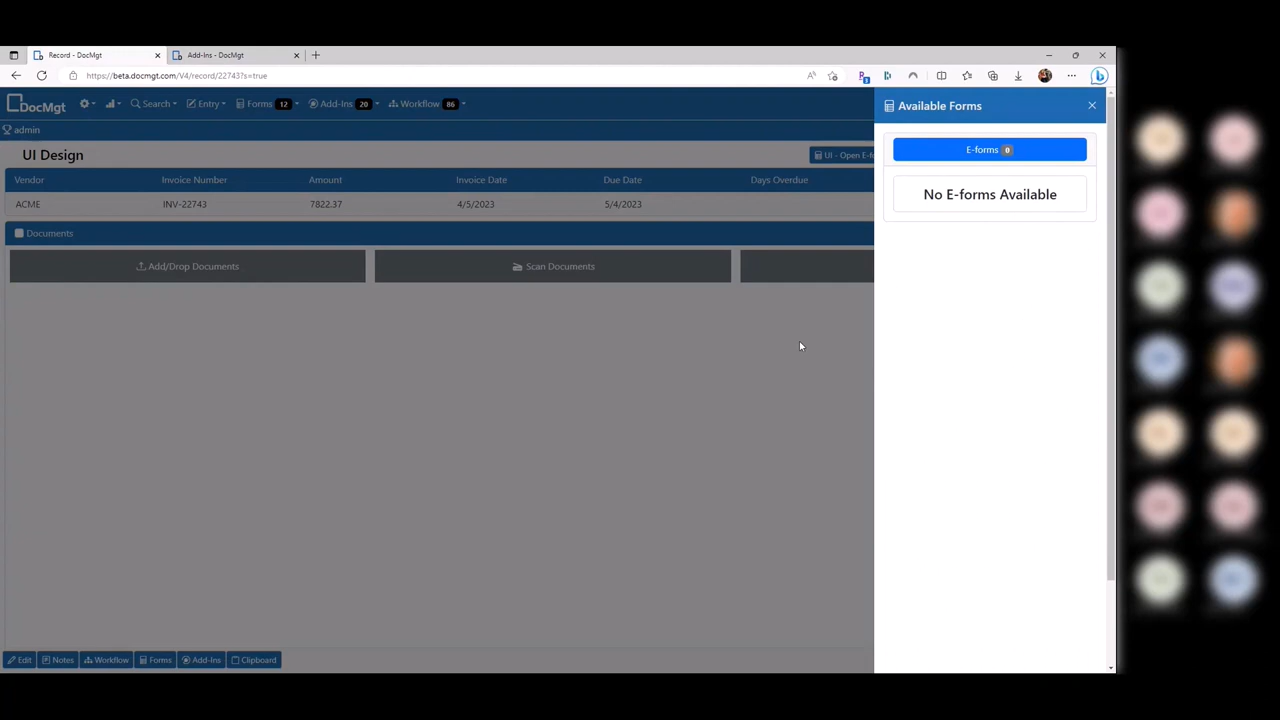 Record - DocMgt
Add-Ins - DocMgt
https://beta.docmgt.com/V4/record/22743?s=true
DocMgt
Search
Entry
Forms 12
Add-Ins 20
Workflow 86
admin
UI Design
UI - Open E-fo
Vendor Invoice Number Amount Invoice Date Due Date Days Overdue
ACME INV-22743 7822.37 4/5/2023 5/4/2023
Documents
Add/Drop Documents
Scan Documents
Edit
Notes
Workflow
Forms
Add-Ins
Clipboard
Available Forms
E-forms 0
No E-forms Available